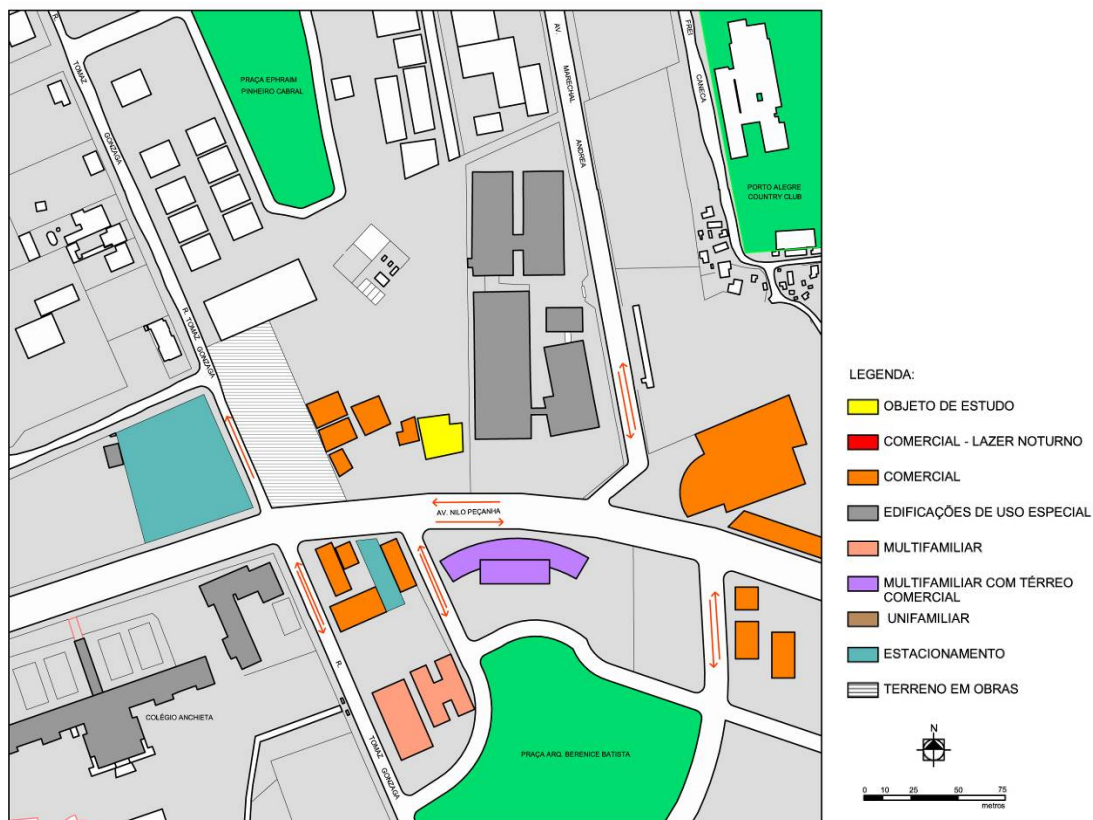 R.
TOMAZ
GONZAGA
PRAÇA EPHRAIM
PINHEIRO CABRAL
AV.
MARECHAL
ANDREA
FREI
CANECA
PORTO ALEGRE
COUNTRY CLUB
R. TOMAZ
GONZAGA
AV. NILO PEÇANHA
COLÉGIO ANCHIETA
R.
TOMAZ
GONZAGA
PRAÇA ARQ. BERENICE BATISTA
LEGENDA:
OBJETO DE ESTUDO
COMERCIAL - LAZER NOTURNO
COMERCIAL
EDIFICAÇÕES DE USO ESPECIAL
MULTIFAMILIAR
MULTIFAMILIAR COM TÉRREO
COMERCIAL
UNIFAMILIAR
ESTACIONAMENTO
TERRENO EM OBRAS
N
0 10 25 50 75
metros